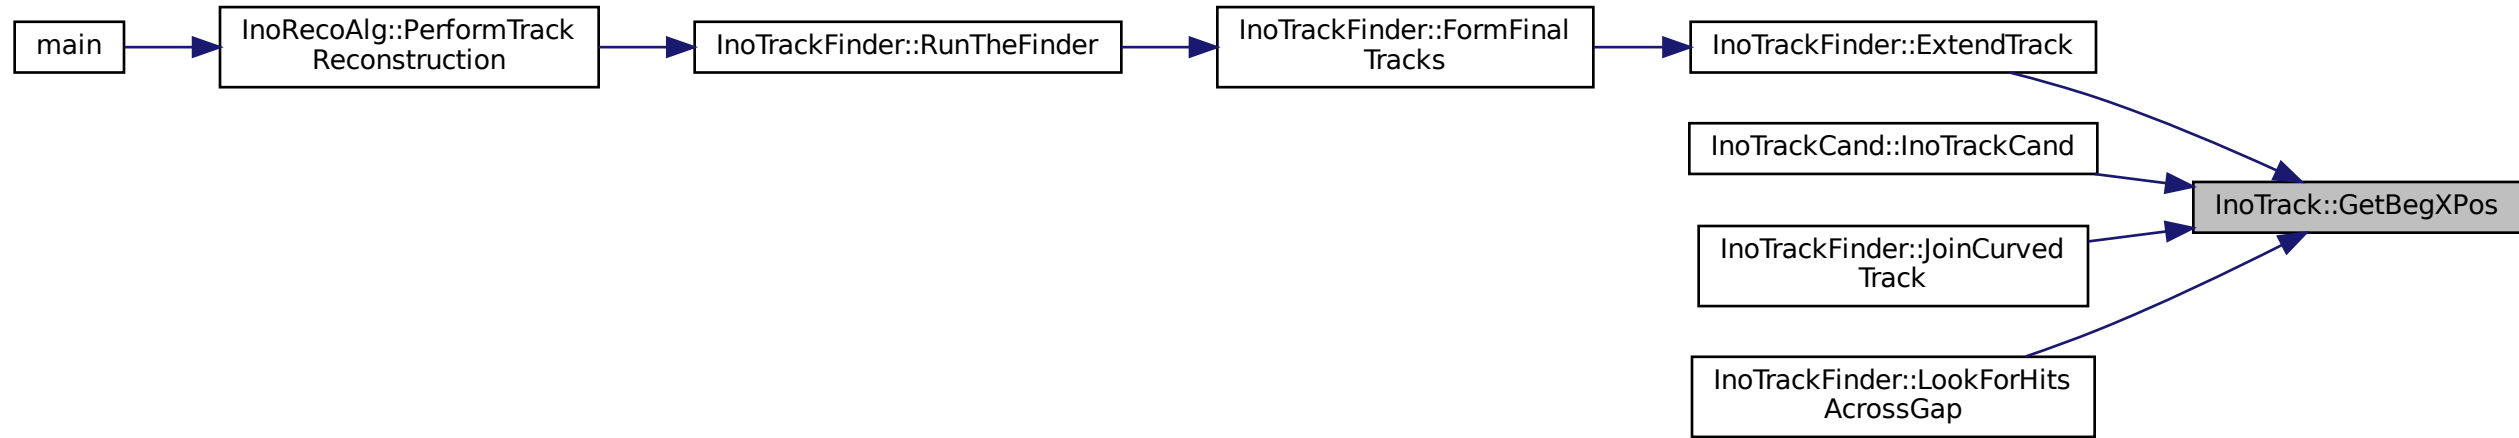 main
InoRecoAlg::PerformTrack
Reconstruction
InoTrackFinder::RunTheFinder
InoTrackFinder::FormFinal
Tracks
InoTrackFinder::ExtendTrack
InoTrackCand::InoTrackCand
InoTrackFinder::JoinCurved
Track
InoTrackFinder::LookForHits
AcrossGap
InoTrack::GetBegXPos